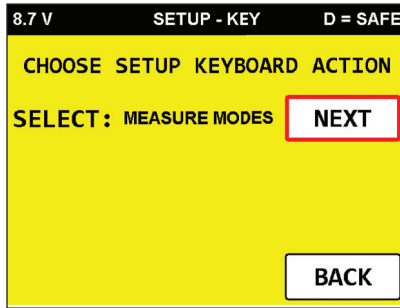 8.7 V SETUP - KEY D = SAFE
CHOOSE SETUP KEYBOARD ACTION
SELECT: MEASURE MODES NEXT
BACK